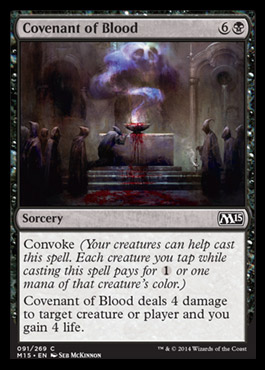 Covenant of Blood 6
Sorcery M15
Convoke (Your creatures can help cast
this spell. Each creature you tap while
casting this spell pays for 1 or one
mana of that creature's color.)
Covenant of Blood deals 4 damage
to target creature or player and you
gain 4 life.
091/269 C
M15 • EN Seb McKinnon ™ & © 2014 Wizards of the Coast